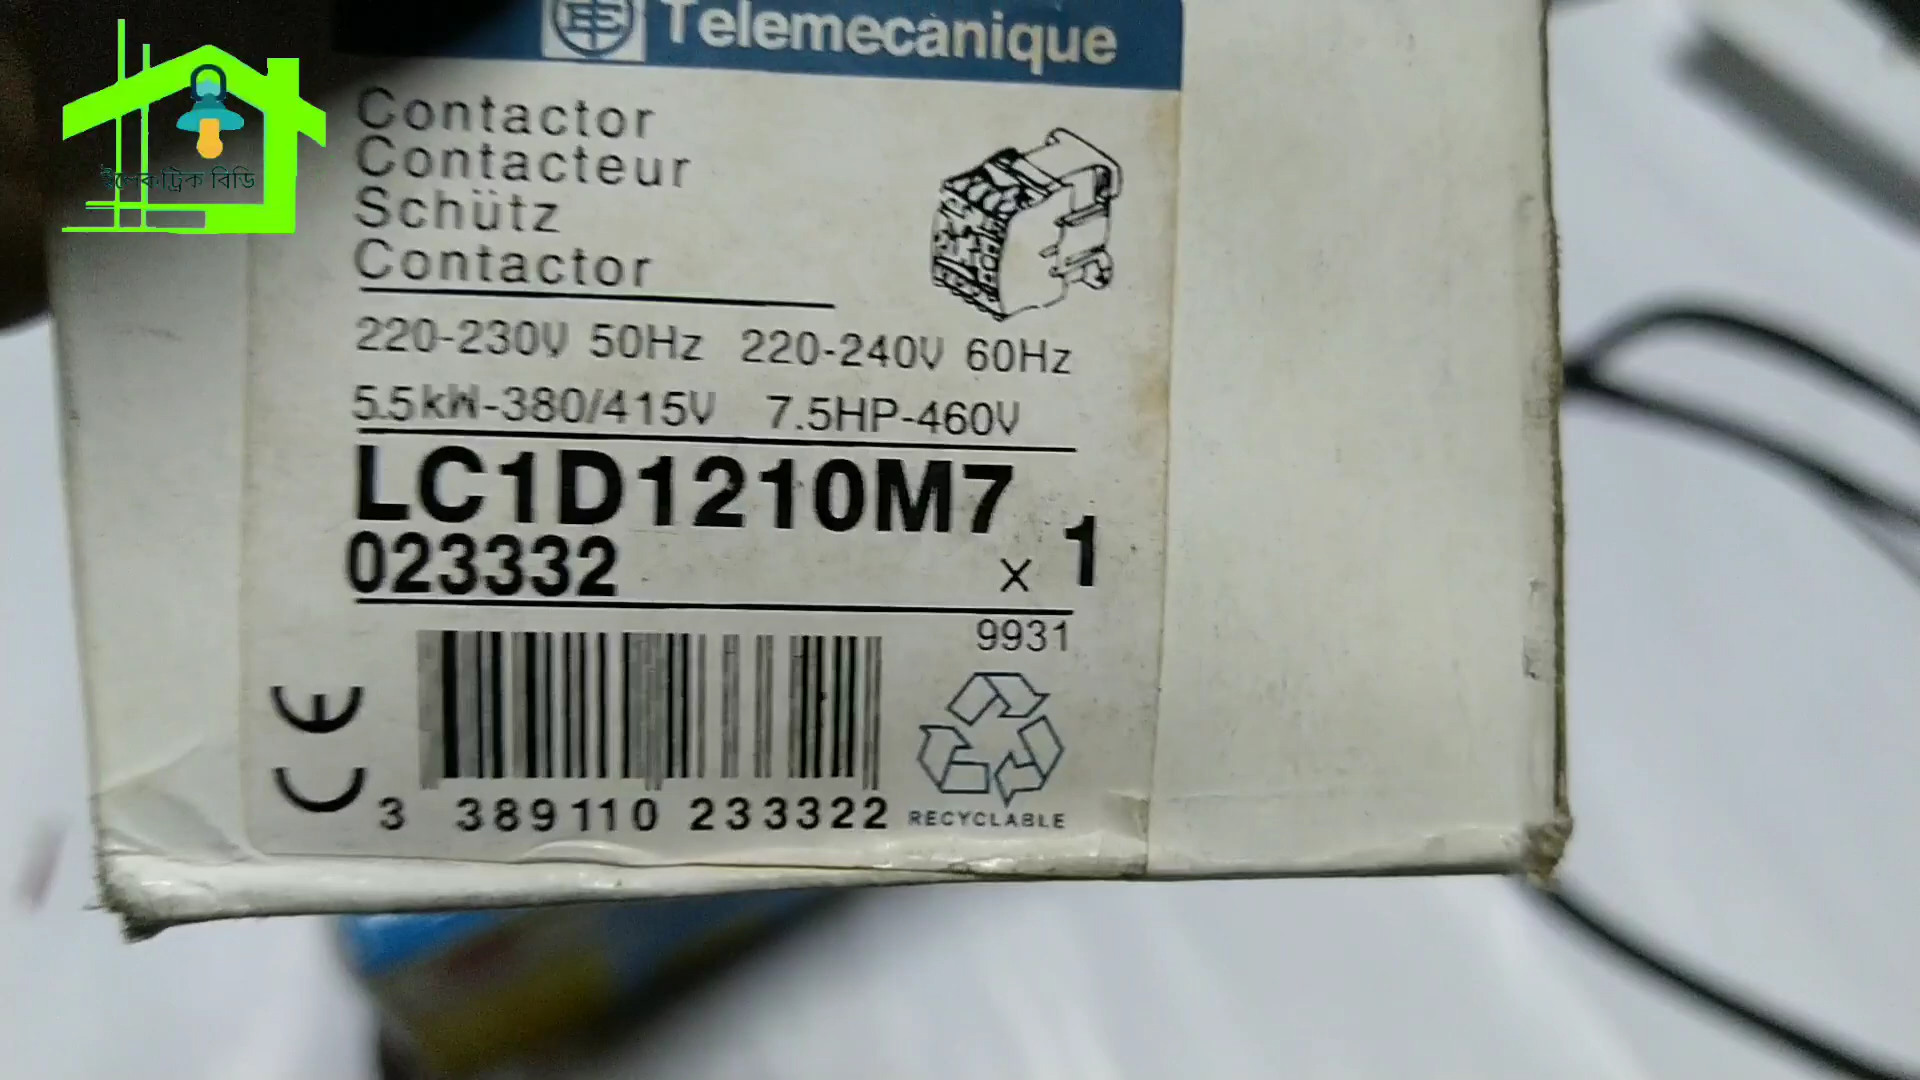 Telemecanique
ইলেকট্রিক বিডি
Contactor
Contacteur
Schütz
Contactor
220-230V 50Hz 220-240V 60Hz
5.5kW-380/415V 7.5HP-460V
LC1D1210M7
023332 x 1
9931
CE
3 389110 233322
RECYCLABLE